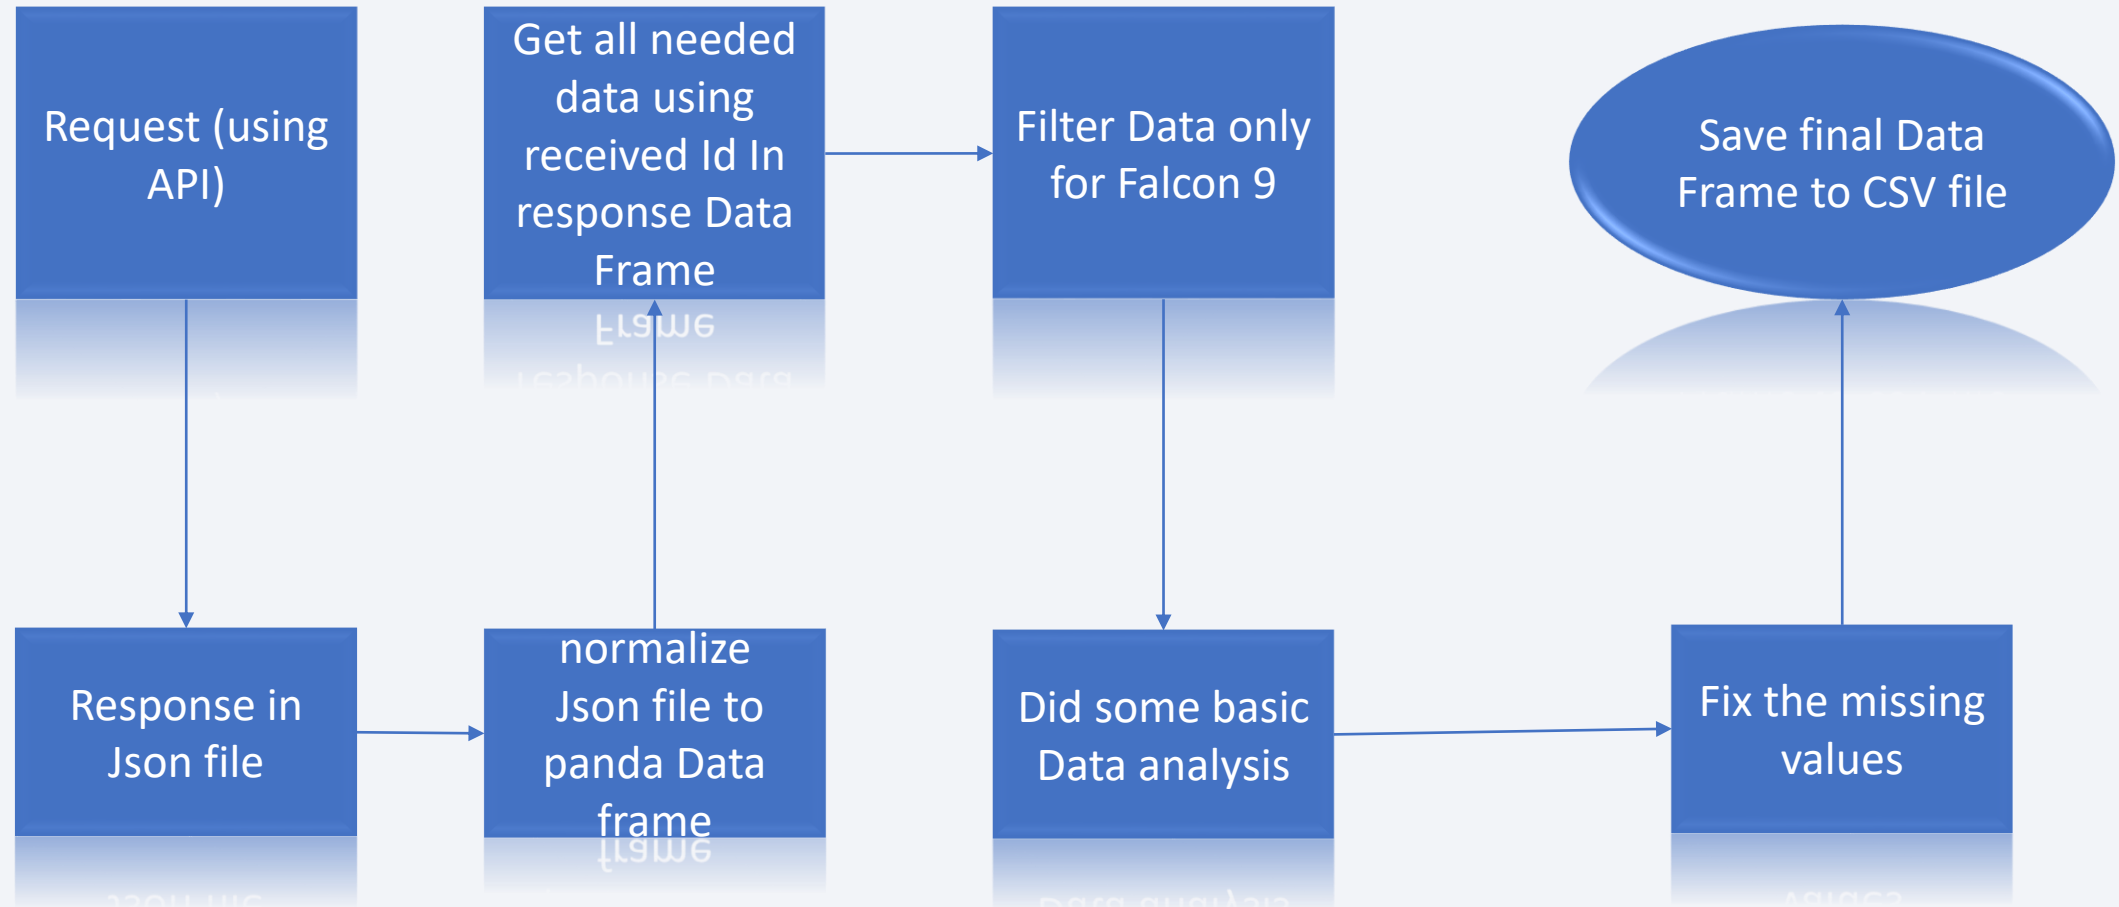 Request (using
API)
Response in
Json file
normalize
Json file to
panda Data
frame
Get all needed
data using
received Id In
response Data
Frame
Filter Data only
for Falcon 9
Did some basic
Data analysis
Fix the missing
values
Save final Data
Frame to CSV file